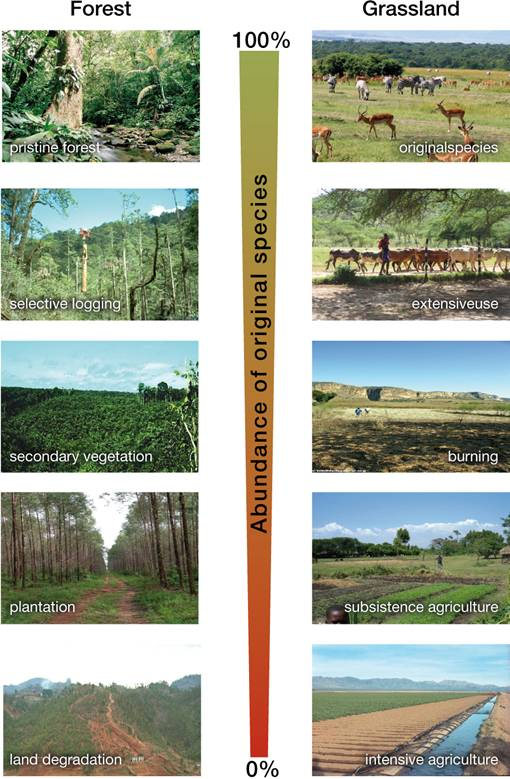 Forest
Grassland
100%
pristine forest
originalspecies
selective logging
extensiveuse
Abundance of original species
secondary vegetation
burning
plantation
subsistence agriculture
land degradation
intensive agriculture
0%